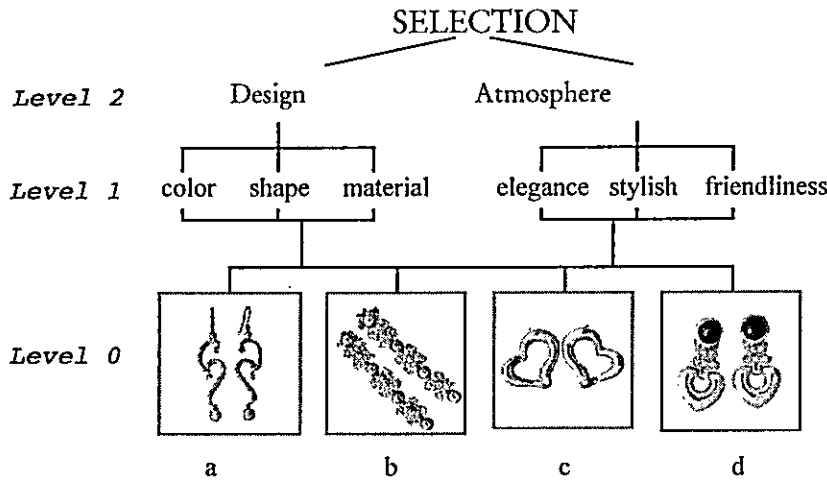 SELECTION
Level 2 Design Atmosphere
Level 1 color shape material elegance stylish friendliness
Level 0
a b c d